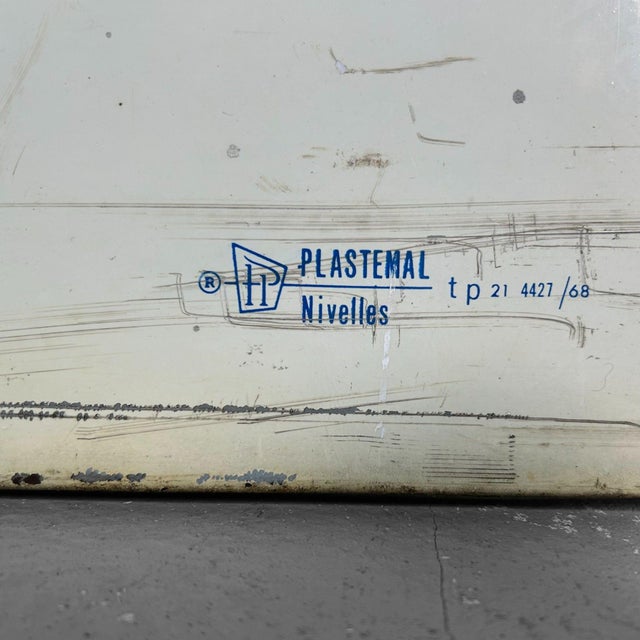 ® P PLASTEMAL
Nivelles
tp 21 4427/68